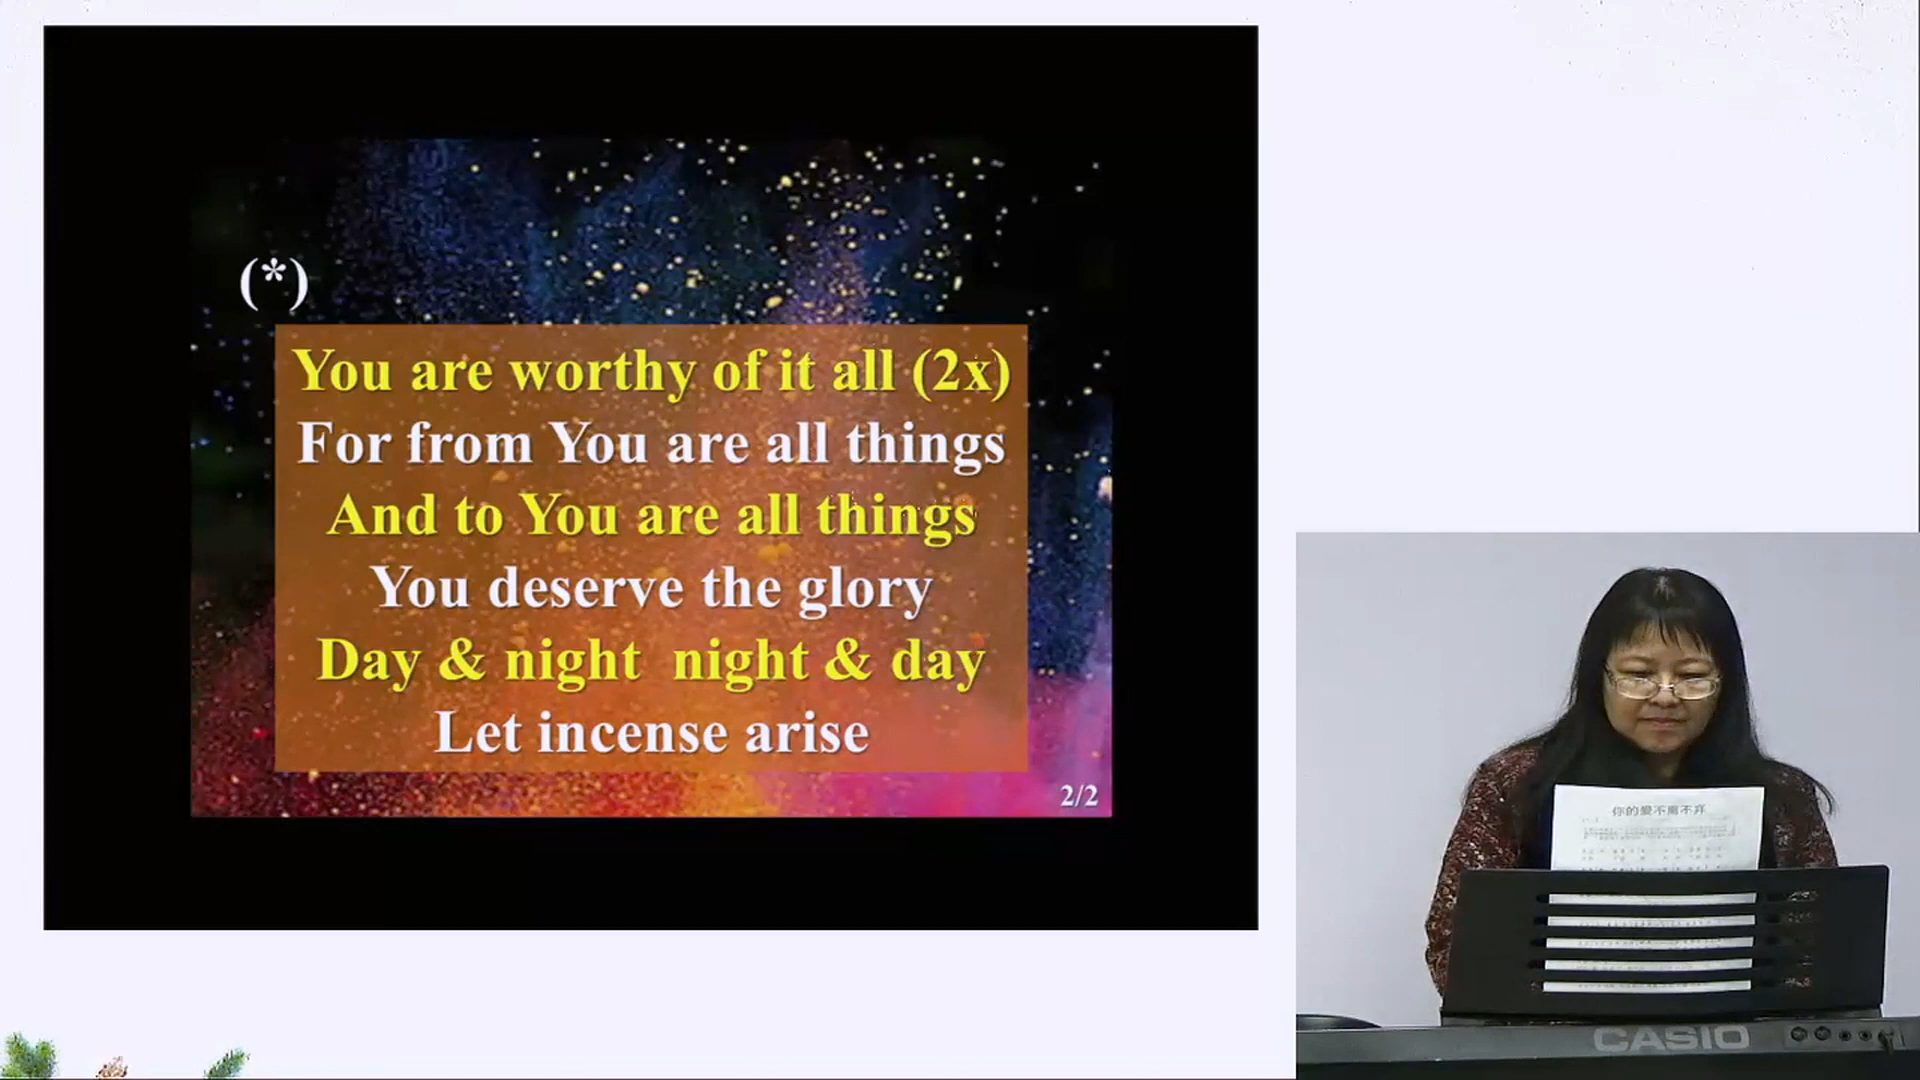 (*)
You are worthy of it all (2x)
For from You are all things
And to You are all things
You deserve the glory
Day & night  night & day
Let incense arise
2/2
你的愛不離不弃
CASIO